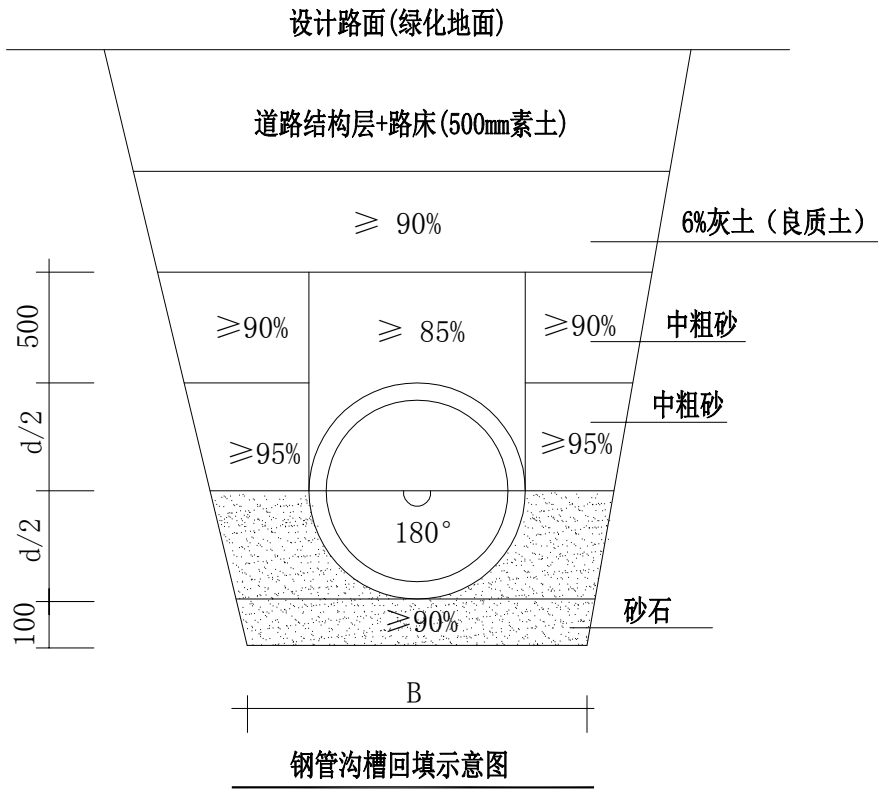 设计路面(绿化地面)
道路结构层+路床(500mm素土)
≥ 90%
6%灰土（良质土）
500
≥90%
≥ 85%
≥90%
中粗砂
d/2
≥95%
≥95%
中粗砂
d/2
180°
100
≥90%
砂石
B
钢管沟槽回填示意图